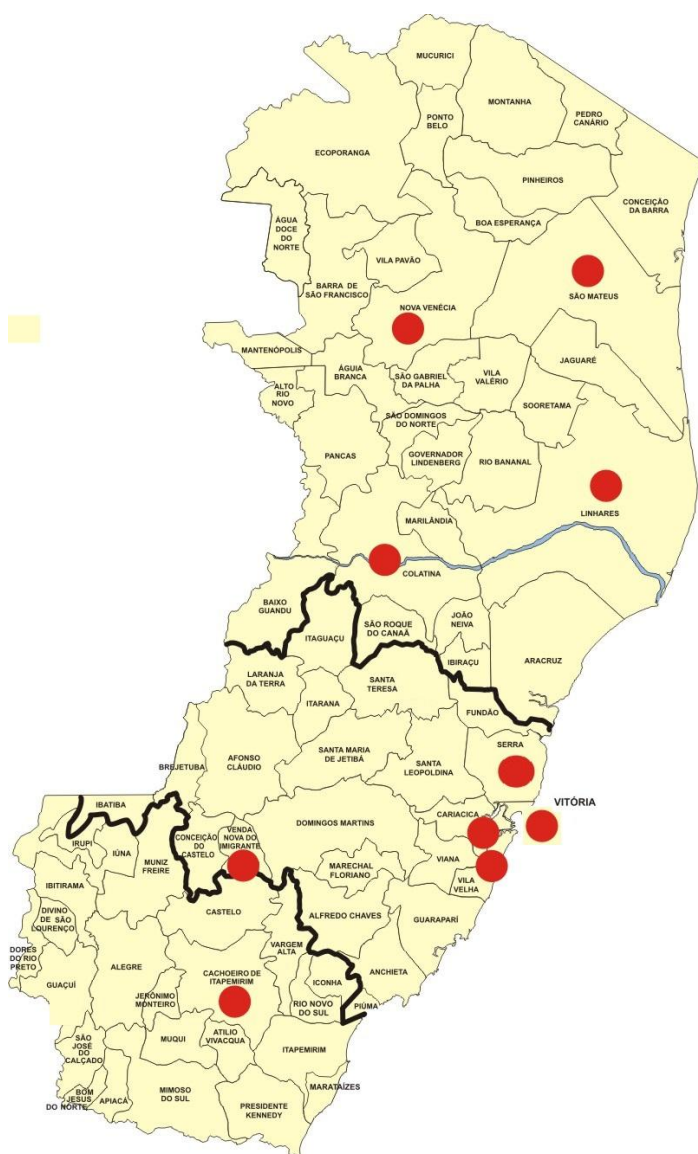 MUCURICI
MONTANHA
PEDRO
CANÁRIO
PONTO
BELO
ECOPORANGA
PINHEIROS
CONCEIÇÃO
DA BARRA
BOA ESPERANÇA
ÁGUA
DOCE
DO
NORTE
VILA PAVÃO
BARRA DE
SÃO FRANCISCO
SÃO MATEUS
NOVA VENÉCIA
MANTENÓPOLIS
ÁGUIA
BRANCA
SÃO GABRIEL
DA PALHA
VILA
VALÉRIO
JAGUARÉ
ALTO
RIO
NOVO
SOORETAMA
SÃO DOMINGOS
DO NORTE
PANCAS
GOVERNADOR
LINDENBERG
RIO BANANAL
LINHARES
MARILÂNDIA
COLATINA
BAIXO
GUANDU
ITAGUAÇU
SÃO ROQUE
DO CANAÃ
JOÃO
NEIVA
IBIRAÇU
ARACRUZ
LARANJA
DA TERRA
SANTA
TERESA
ITARANA
FUNDÃO
SERRA
SANTA MARIA
DE JETIBÁ
AFONSO
CLÁUDIO
SANTA
LEOPOLDINA
BREJETUBA
VITÓRIA
IBATIBA
CARIACICA
DOMINGOS MARTINS
CONCEIÇÃO
DO
CASTELO
VENDA
NOVA DO
IMIGRANTE
IRUPI
IÚNA
MUNIZ
FREIRE
MARECHAL
FLORIANO
VIANA
VILA
VELHA
IBITIRAMA
CASTELO
ALFREDO CHAVES
GUARAPARÍ
DIVINO
DE SÃO
LOURENÇO
VARGEM
ALTA
DORES
DO RIO
PRETO
ALEGRE
CACHOEIRO DE
ITAPEMIRIM
ANCHIETA
GUAÇUÍ
ICONHA
JERÔNIMO
MONTEIRO
RIO NOVO
DO SUL
PIÚMA
SÃO
JOSÉ
DO
CALÇADO
MUQUI
ATILIO
VIVACQUA
ITAPEMIRIM
MARATAÍZES
BOM
JESUS
DO NORTE
APIACÁ
MIMOSO
DO SUL
PRESIDENTE
KENNEDY